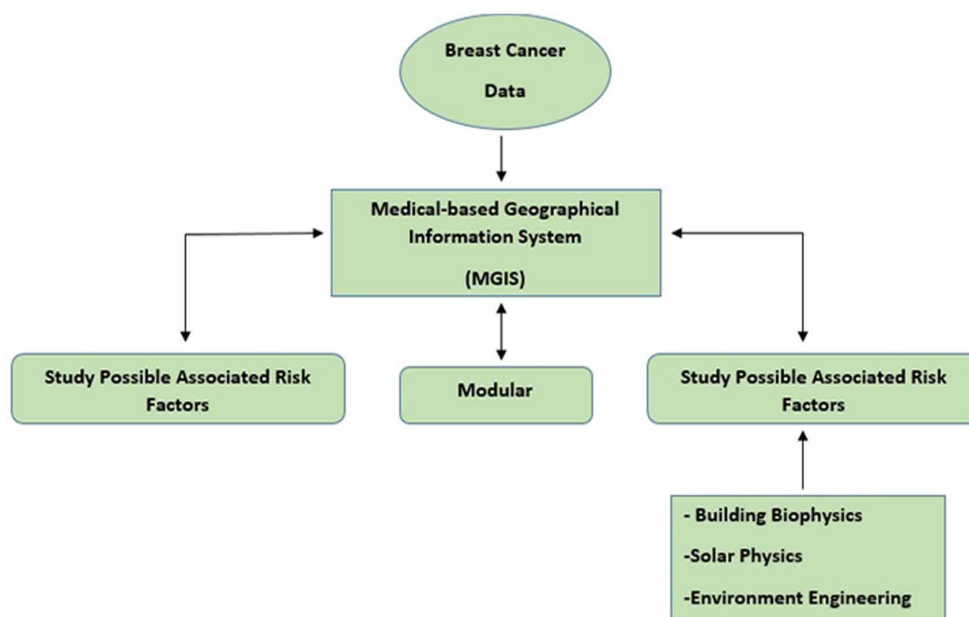 Breast Cancer
Data
Medical-based Geographical
Information System
(MGIS)
Study Possible Associated Risk
Factors
Modular
Study Possible Associated Risk
Factors
- Building Biophysics
-Solar Physics
-Environment Engineering